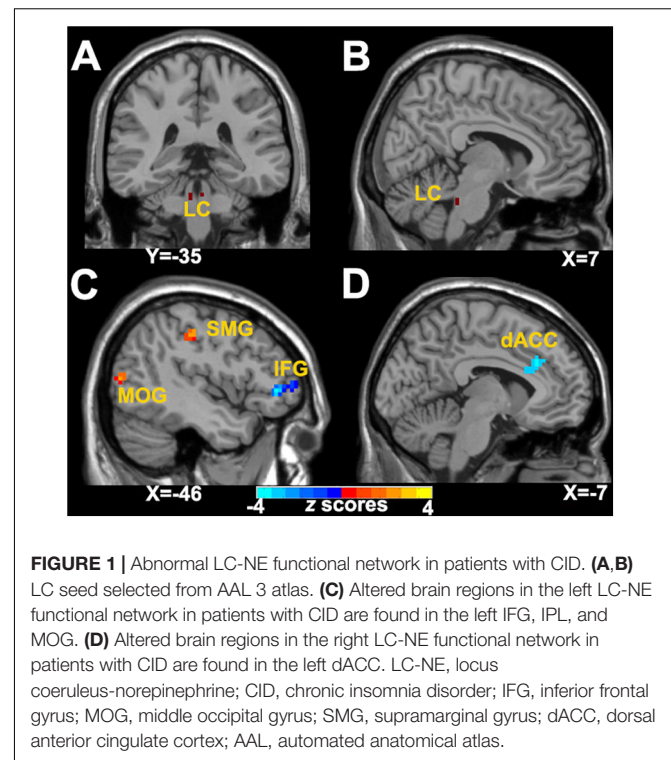 A
B
LC
LC
Y=-35
X=7
C
D
SMG
dACC
IFG
MOG
X=-46
-4 z scores 4
X=-7
FIGURE 1 | Abnormal LC-NE functional network in patients with CID. (A,B)
LC seed selected from AAL 3 atlas. (C) Altered brain regions in the left LC-NE
functional network in patients with CID are found in the left IFG, IPL, and
MOG. (D) Altered brain regions in the right LC-NE functional network in
patients with CID are found in the left dACC. LC-NE, locus
coeruleus-norepinephrine; CID, chronic insomnia disorder; IFG, inferior frontal
gyrus; MOG, middle occipital gyrus; SMG, supramarginal gyrus; dACC, dorsal
anterior cingulate cortex; AAL, automated anatomical atlas.